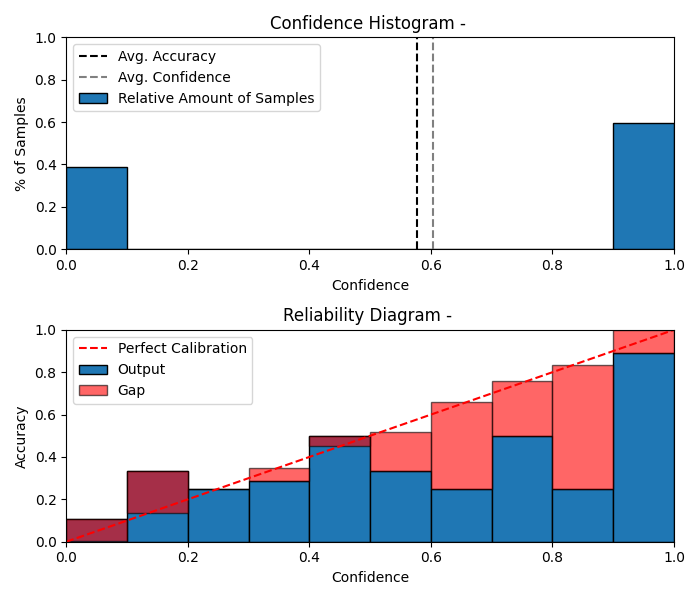 Confidence Histogram -
1.0
0.8
0.6
0.4
0.2
0.0
% of Samples
Avg. Accuracy
Avg. Confidence
Relative Amount of Samples
0.0 0.2 0.4 0.6 0.8 1.0
Confidence
Reliability Diagram -
1.0
0.8
0.6
0.4
0.2
0.0
Accuracy
Perfect Calibration
Output
Gap
0.0 0.2 0.4 0.6 0.8 1.0
Confidence